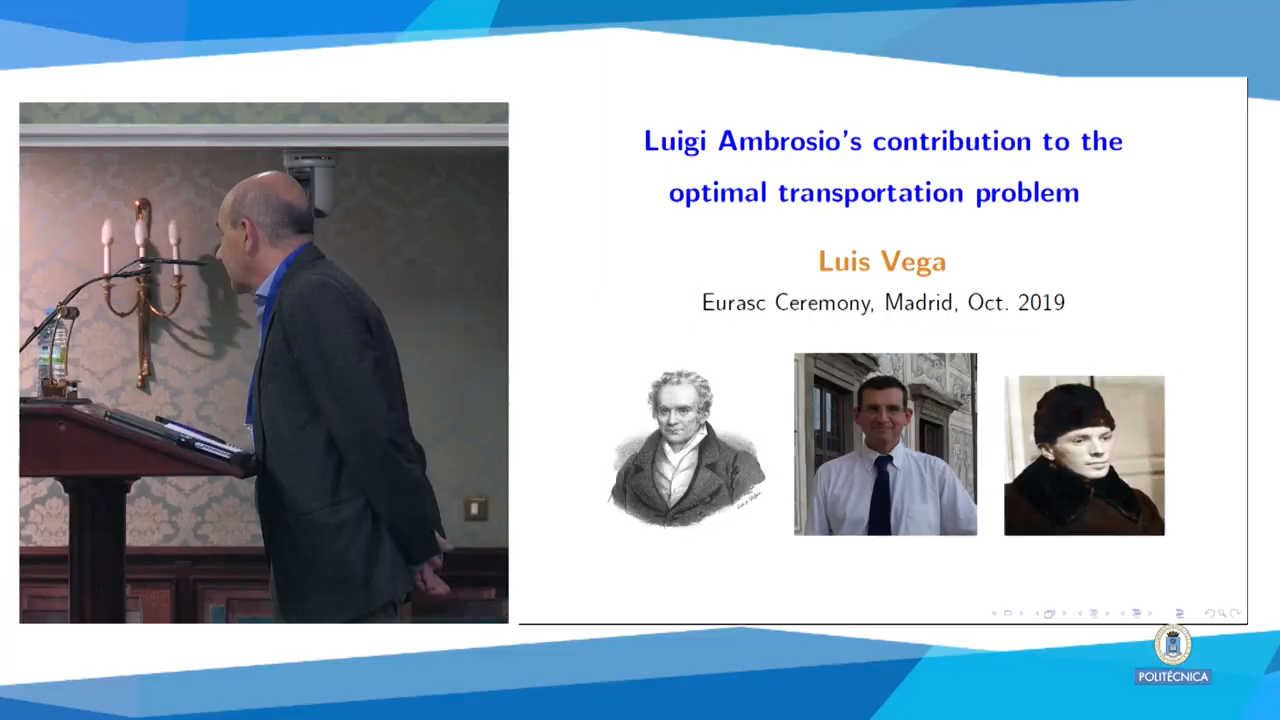 Luigi Ambrosio's contribution to the
optimal transportation problem
Luis Vega
Eurasc Ceremony, Madrid, Oct. 2019
POLITÉCNICA